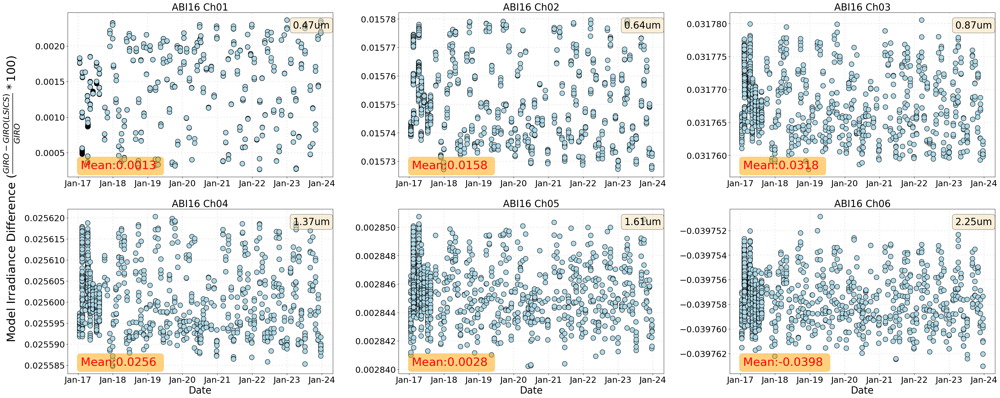 Model Irradiance Difference (\frac{GIRO-GIRO(LSICS)}{GIRO} * 100)
ABI16 Ch01
0.47um
0.0020
0.0015
0.0010
0.0005
Mean:0.0013
Jan-17 Jan-18 Jan-19 Jan-20 Jan-21 Jan-22 Jan-23 Jan-24
ABI16 Ch02
0.64um
0.01578
0.01577
0.01576
0.01575
0.01574
0.01573
Mean:0.0158
Jan-17 Jan-18 Jan-19 Jan-20 Jan-21 Jan-22 Jan-23 Jan-24
ABI16 Ch03
0.87um
0.031780
0.031775
0.031770
0.031765
0.031760
Mean:0.0318
Jan-17 Jan-18 Jan-19 Jan-20 Jan-21 Jan-22 Jan-23 Jan-24
ABI16 Ch04
1.37um
0.025620
0.025615
0.025610
0.025605
0.025600
0.025595
0.025590
0.025585
Mean:0.0256
Jan-17 Jan-18 Jan-19 Jan-20 Jan-21 Jan-22 Jan-23 Jan-24
Date
ABI16 Ch05
1.61um
0.002850
0.002848
0.002846
0.002844
0.002842
0.002840
Mean:0.0028
Jan-17 Jan-18 Jan-19 Jan-20 Jan-21 Jan-22 Jan-23 Jan-24
Date
ABI16 Ch06
2.25um
−0.039752
−0.039754
−0.039756
−0.039758
−0.039760
−0.039762
Mean:-0.0398
Jan-17 Jan-18 Jan-19 Jan-20 Jan-21 Jan-22 Jan-23 Jan-24
Date